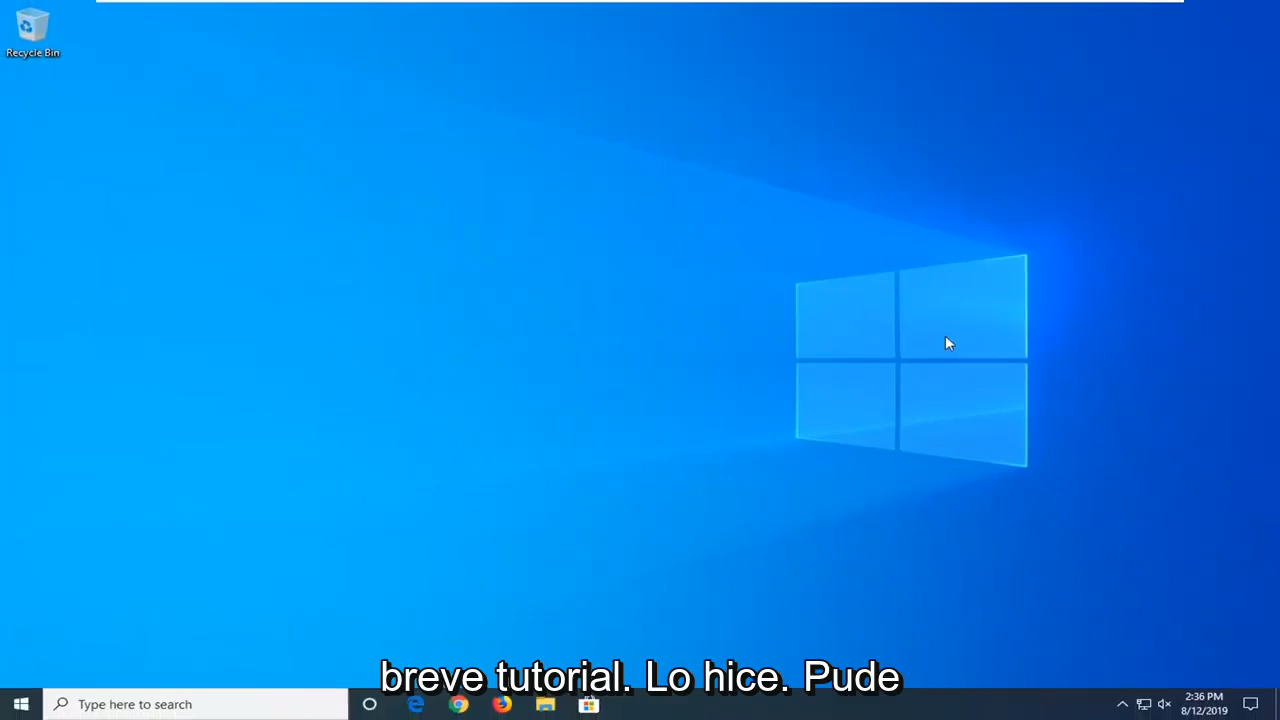 Recycle Bin
breve tutorial. Lo hice. Pude
Type here to search
2:36 PM
8/12/2019